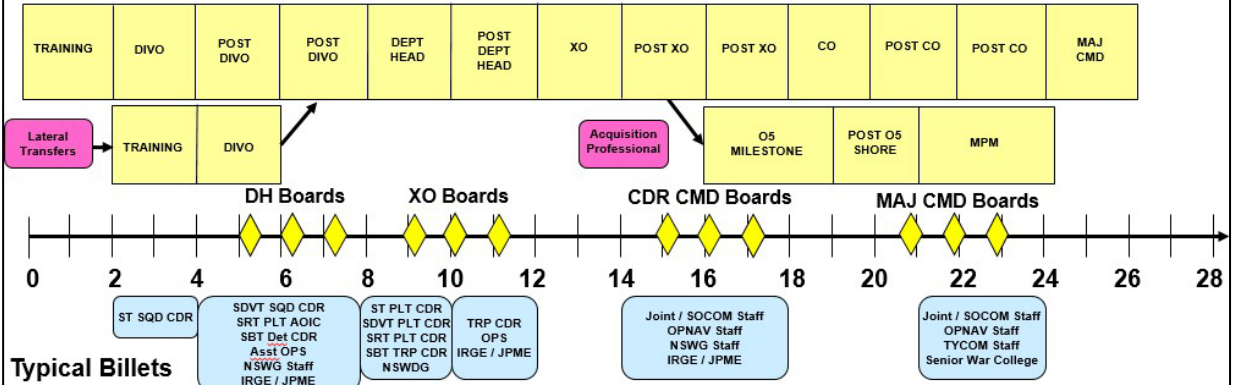 TRAINING
DIVO
POST
DIVO
POST
DIVO
DEPT
HEAD
POST
DEPT
HEAD
XO
POST XO
POST XO
CO
POST CO
POST CO
MAJ
CMD
Lateral
Transfers
TRAINING
DIVO
Acquisition
Professional
O5
MILESTONE
POST O5
SHORE
MPM
DH Boards
XO Boards
CDR CMD Boards
MAJ CMD Boards
0 2 4 6 8 10 12 14 16 18 20 22 24 26 28
ST SQD CDR
SDVT SQD CDR
SRT PLT AOIC
SBT Det CDR
Asst OPS
NSWG Staff
IRGE / JPME
ST PLT CDR
SDVT PLT CDR
SRT PLT CDR
SBT TRP CDR
NSWDG
TRP CDR
OPS
IRGE / JPME
Joint / SOCOM Staff
OPNAV Staff
NSWG Staff
IRGE / JPME
Joint / SOCOM Staff
OPNAV Staff
TYCOM Staff
Senior War College
Typical Billets